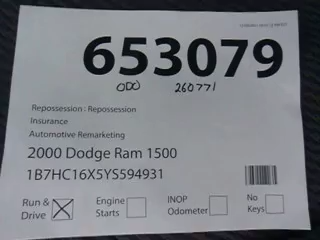 653079
ODO 260771
Repossession: Repossession
Insurance
Automotive Remarketing
2000 Dodge Ram 1500
1B7HC16X5YS594931
Run & Drive
Engine Starts
INOP Odometer
No Keys